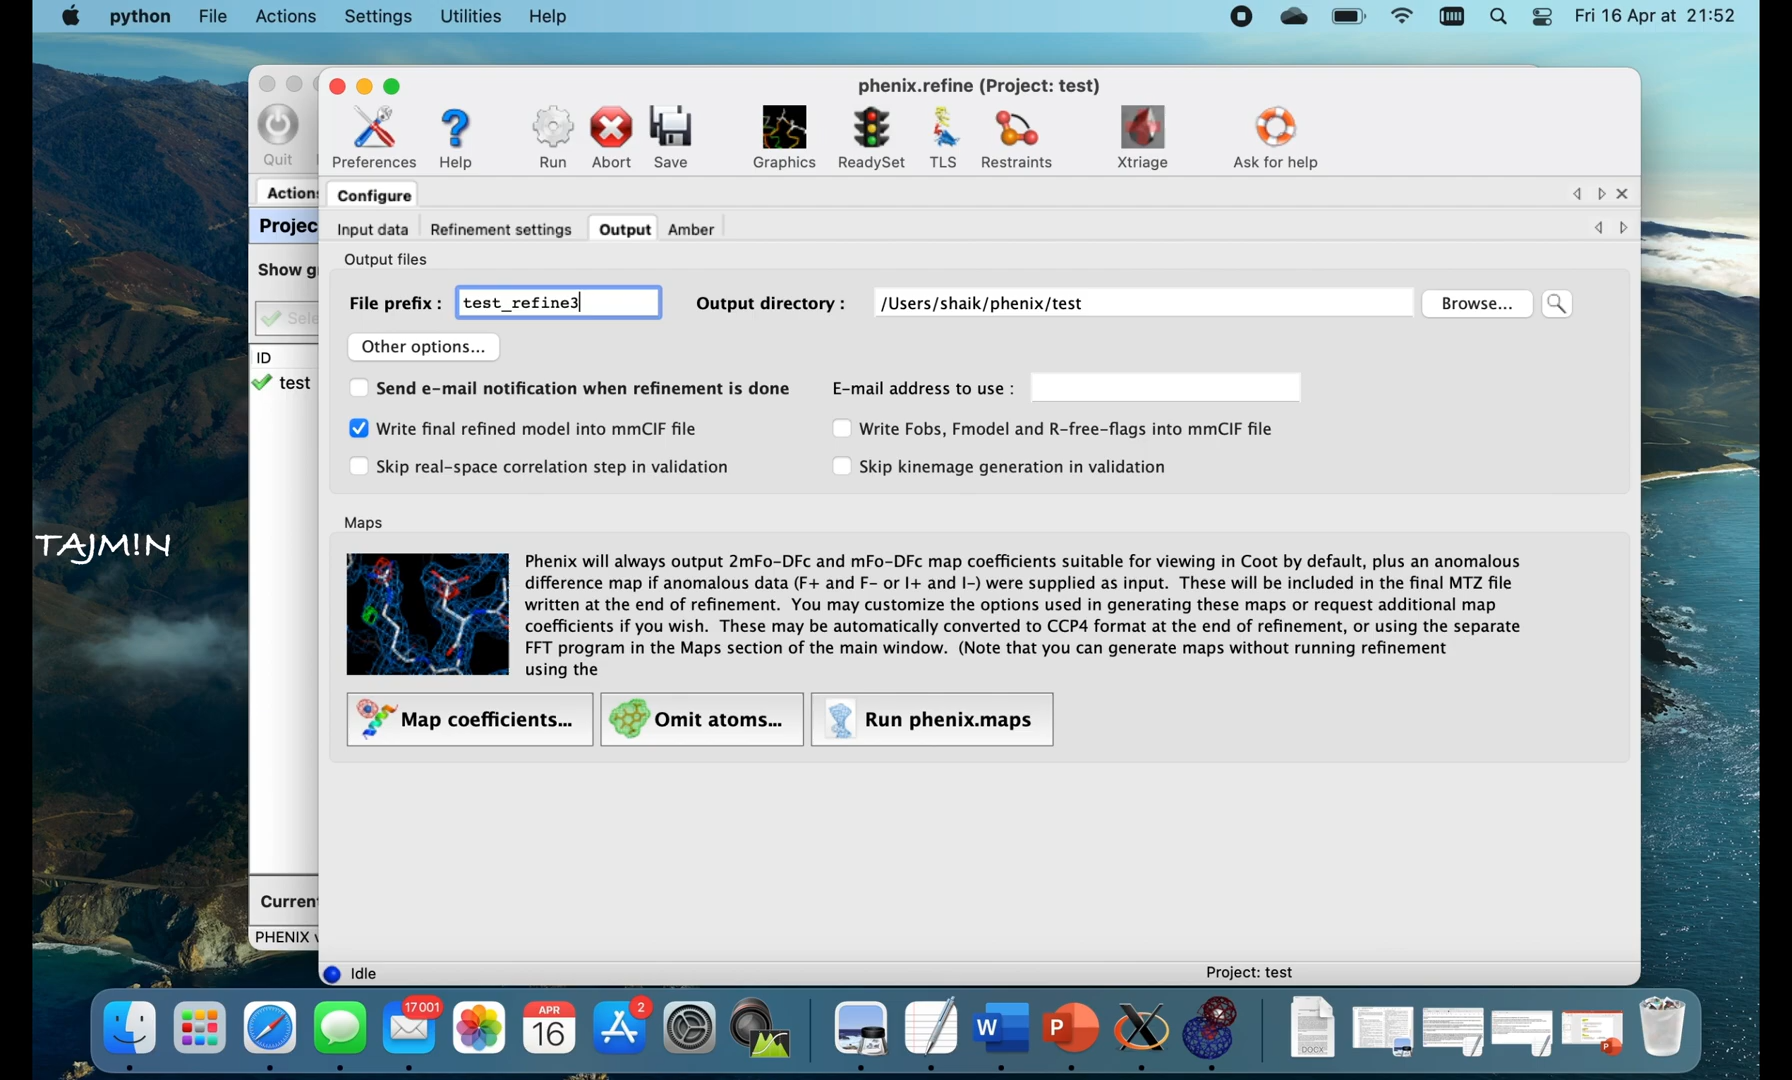 python File Actions Settings Utilities Help Fri 16 Apr at 21:52
phenix.refine (Project: test)
Quit Preferences Help Run Abort Save Graphics ReadySet TLS Restraints Xtriage Ask for help
Configure
Input data Refinement settings Output Amber
Output files
File prefix : test_refine3 Output directory : /Users/shaik/phenix/test Browse...
Other options...
Send e-mail notification when refinement is done E-mail address to use :
Write final refined model into mmCIF file Write Fobs, Fmodel and R-free-flags into mmCIF file
Skip real-space correlation step in validation Skip kinemage generation in validation
Maps
Phenix will always output 2mFo-DFc and mFo-DFc map coefficients suitable for viewing in Coot by default, plus an anomalous
difference map if anomalous data (F+ and F- or I+ and I-) were supplied as input. These will be included in the final MTZ file
written at the end of refinement. You may customize the options used in generating these maps or request additional map
coefficients if you wish. These may be automatically converted to CCP4 format at the end of refinement, or using the separate
FFT program in the Maps section of the main window. (Note that you can generate maps without running refinement
using the
Map coefficients... Omit atoms... Run phenix.maps
Idle Project: test
Actions
Projec
Show g
Sele
ID
test
Current
PHENIX v
TAJM!N
17 001
APR
16
2
W
P
DOCX
P